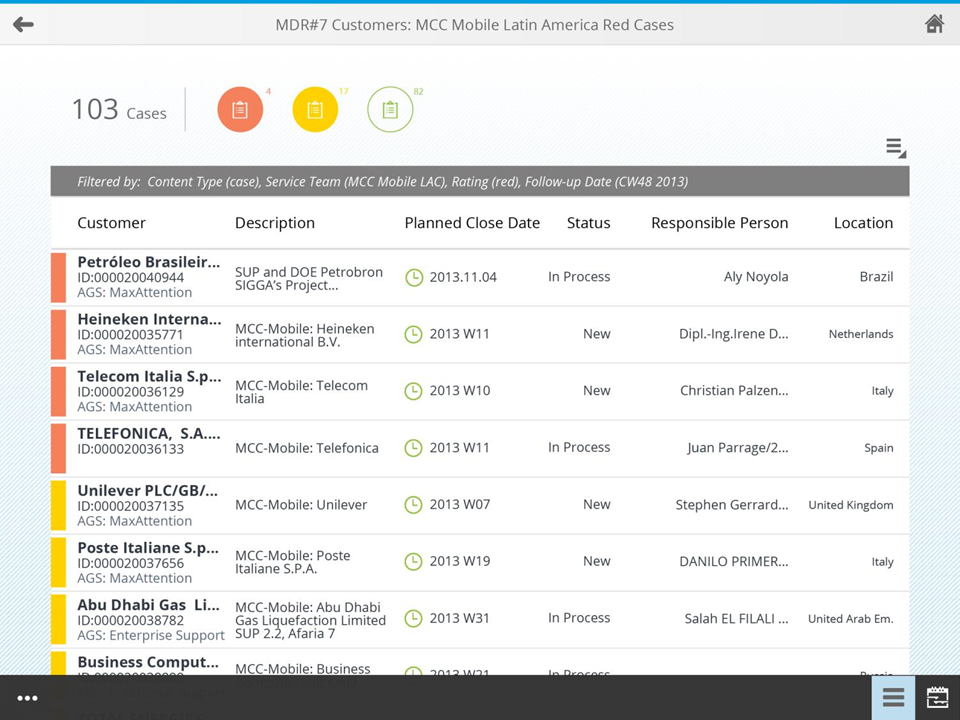 MDR#7 Customers: MCC Mobile Latin America Red Cases
103 Cases
4
17
82
Filtered by: Content Type (case), Service Team (MCC Mobile LAC), Rating (red), Follow-up Date (CW48 2013)
Customer Description Planned Close Date Status Responsible Person Location
Petróleo Brasileir...
ID:000020040944
AGS: MaxAttention
SUP and DOE Petrobron
SIGGA's Project...
2013.11.04
In Process
Aly Noyola
Brazil
Heineken Interna...
ID:000020035771
AGS: MaxAttention
MCC-Mobile: Heineken
international B.V.
2013 W11
New
Dipl.-Ing.Irene D...
Netherlands
Telecom Italia S.p...
ID:000020036129
AGS: MaxAttention
MCC-Mobile: Telecom
Italia
2013 W10
New
Christian Palzen...
Italy
TELEFONICA, S.A....
ID:000020036133
MCC-Mobile: Telefonica
2013 W11
In Process
Juan Parrage/2...
Spain
Unilever PLC/GB/...
ID:000020037135
AGS: MaxAttention
MCC-Mobile: Unilever
2013 W07
New
Stephen Gerrard...
United Kingdom
Poste Italiane S.p...
ID:000020037656
AGS: MaxAttention
MCC-Mobile: Poste
Italiane S.P.A.
2013 W19
New
DANILO PRIMER...
Italy
Abu Dhabi Gas Li...
ID:000020038782
AGS: Enterprise Support
MCC-Mobile: Abu Dhabi
Gas Liquefaction Limited
SUP 2.2, Afaria 7
2013 W31
In Process
Salah EL FILALI ...
United Arab Em.
Business Comput...
MCC-Mobile: Business
2013 W21
In Process
Russia